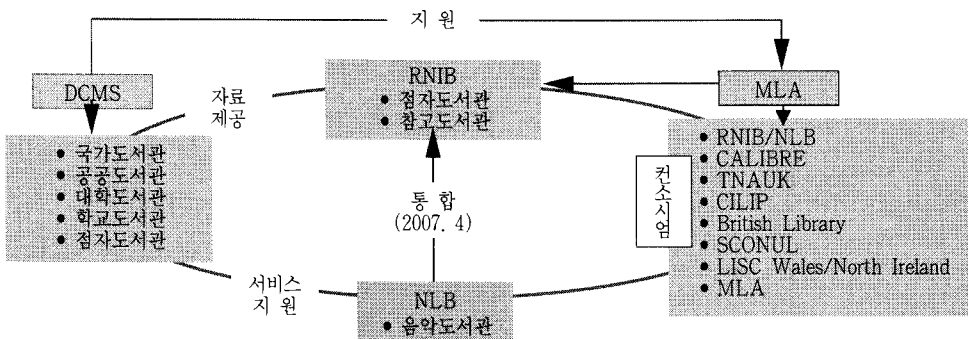 지 원
DCMS
자료
제공
RNIB
• 점자도서관
• 참고도서관
MLA
• 국가도서관
• 공공도서관
• 대학도서관
• 학교도서관
• 점자도서관
통 합
(2007. 4)
컨소시엄
• RNIB/NLB
• CALIBRE
• TNAUK
• CILIP
• British Library
• SCONUL
• LISC Wales/North Ireland
• MLA
서비스
지 원
NLB
• 음악도서관